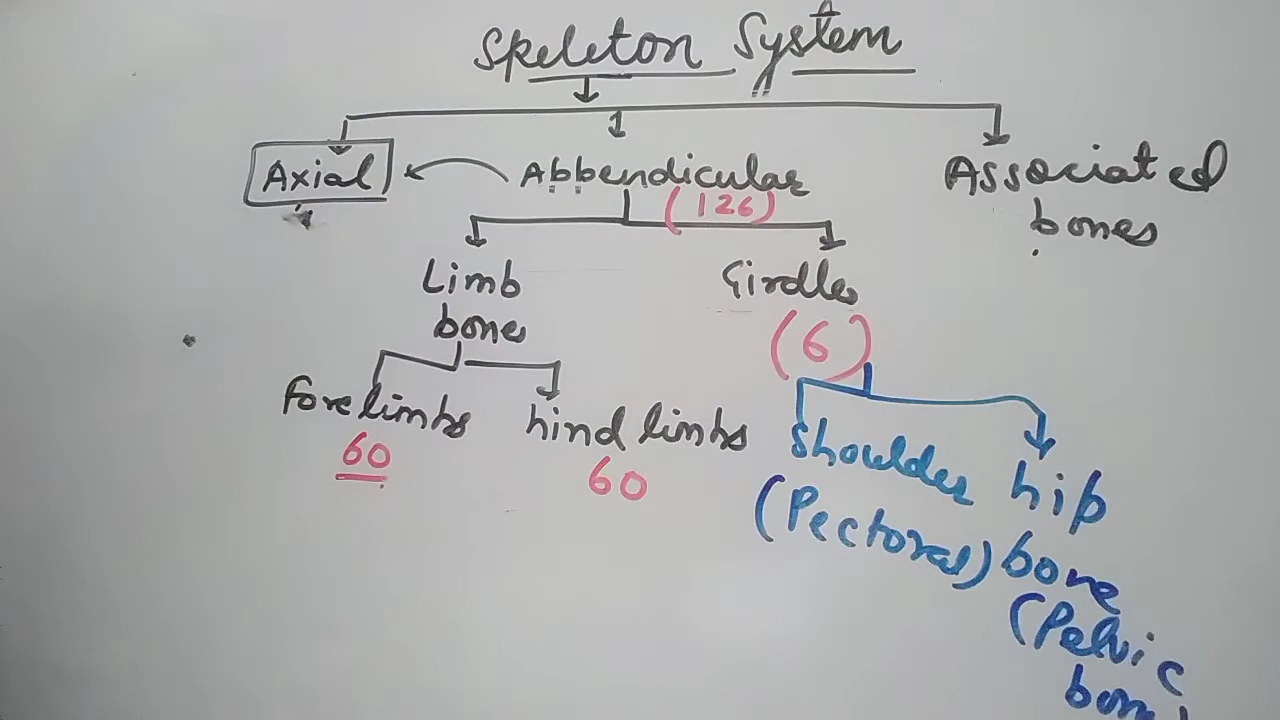 Skeleton System
Axial
Abbendicular
Associated
bones
(126)
Limb
bone
Girdles
(6)
Forelimbs
60
hind limbs
60
Shoulder
(Pectoral)
hip
bone
(Pelvic
bone